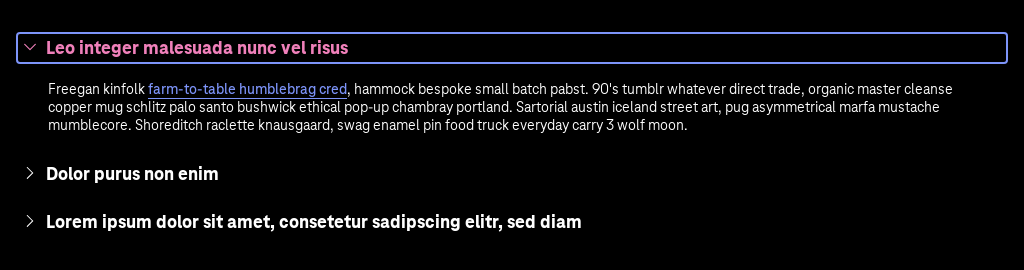 Leo integer malesuada nunc vel risus
Freegan kinfolk farm-to-table humblebrag cred, hammock bespoke small batch pabst. 90's tumblr whatever direct trade, organic master cleanse
copper mug schlitz palo santo bushwick ethical pop-up chambray portland. Sartorial austin iceland street art, pug asymmetrical marfa mustache
mumblecore. Shoreditch raclette knausgaard, swag enamel pin food truck everyday carry 3 wolf moon.
Dolor purus non enim
Lorem ipsum dolor sit amet, consetetur sadipscing elitr, sed diam